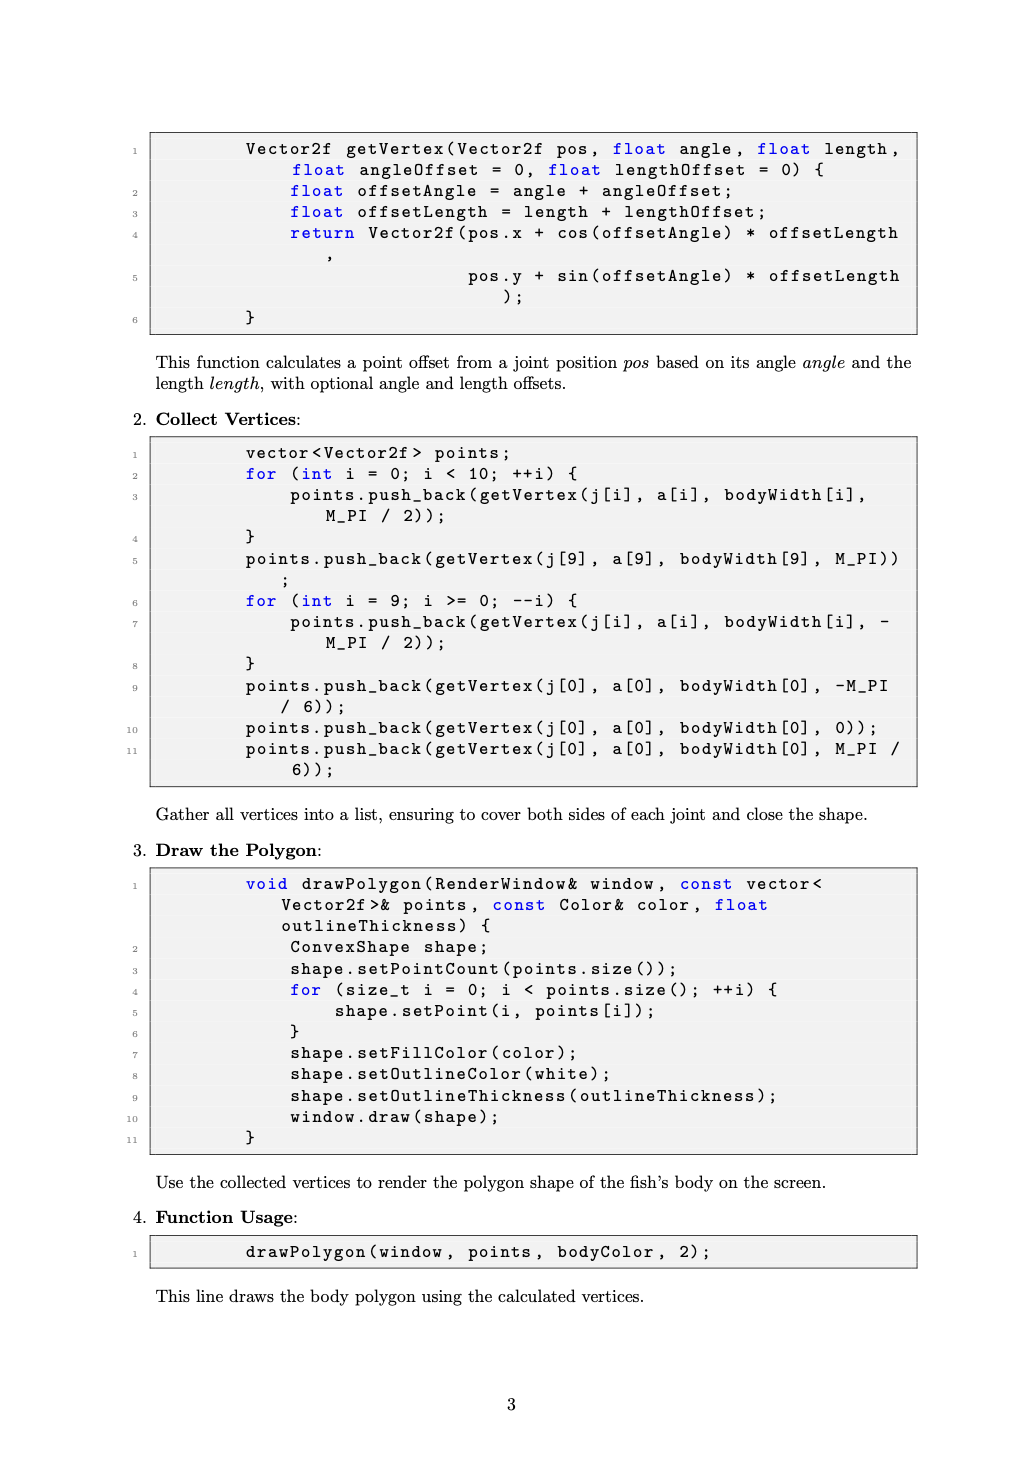 1 Vector2f getVertex(Vector2f pos, float angle, float length,
float angleOffset = 0, float lengthOffset = 0) {
2 float offsetAngle = angle + angleOffset;
3 float offsetLength = length + lengthOffset;
4 return Vector2f(pos.x + cos(offsetAngle) * offsetLength
,
5 pos.y + sin(offsetAngle) * offsetLength
);
6 }
This function calculates a point offset from a joint position pos based on its angle angle and the
length length, with optional angle and length offsets.
2. Collect Vertices:
1 vector<Vector2f> points;
2 for (int i = 0; i < 10; ++i) {
3 points.push_back(getVertex(j[i], a[i], bodyWidth[i],
M_PI / 2));
4 }
5 points.push_back(getVertex(j[9], a[9], bodyWidth[9], M_PI))
;
6 for (int i = 9; i >= 0; --i) {
7 points.push_back(getVertex(j[i], a[i], bodyWidth[i], -
M_PI / 2));
8 }
9 points.push_back(getVertex(j[0], a[0], bodyWidth[0], -M_PI
/ 6));
10 points.push_back(getVertex(j[0], a[0], bodyWidth[0], 0));
11 points.push_back(getVertex(j[0], a[0], bodyWidth[0], M_PI /
6));
Gather all vertices into a list, ensuring to cover both sides of each joint and close the shape.
3. Draw the Polygon:
1 void drawPolygon(RenderWindow& window, const vector<
Vector2f>& points, const Color& color, float
outlineThickness) {
2 ConvexShape shape;
3 shape.setPointCount(points.size());
4 for (size_t i = 0; i < points.size(); ++i) {
5 shape.setPoint(i, points[i]);
6 }
7 shape.setFillColor(color);
8 shape.setOutlineColor(white);
9 shape.setOutlineThickness(outlineThickness);
10 window.draw(shape);
11 }
Use the collected vertices to render the polygon shape of the fish's body on the screen.
4. Function Usage:
1 drawPolygon(window, points, bodyColor, 2);
This line draws the body polygon using the calculated vertices.
3